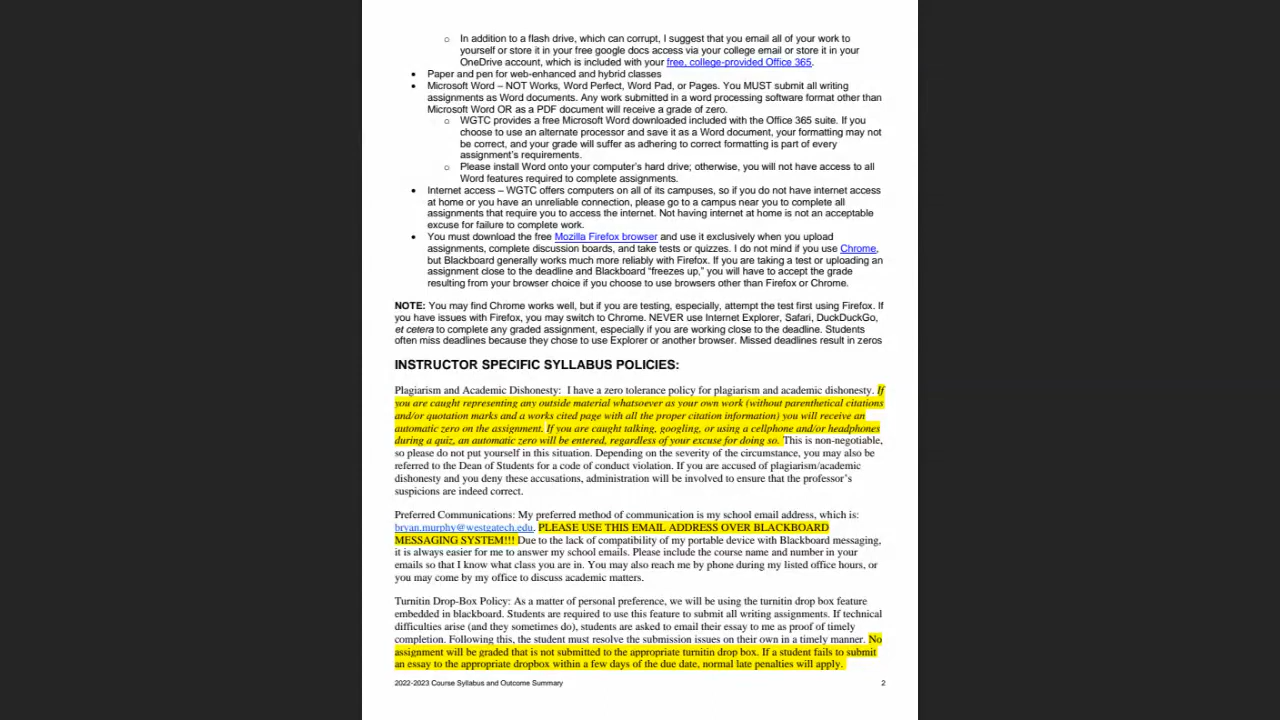 o In addition to a flash drive, which can corrupt, I suggest that you email all of your work to
yourself or store it in your free google docs access via your college email or store it in your
OneDrive account, which is included with your free, college-provided Office 365.
• Paper and pen for web-enhanced and hybrid classes
• Microsoft Word – NOT Works, Word Perfect, Word Pad, or Pages. You MUST submit all writing
assignments as Word documents. Any work submitted in a word processing software format other than
Microsoft Word OR as a PDF document will receive a grade of zero.
o WGTC provides a free Microsoft Word downloaded included with the Office 365 suite. If you
choose to use an alternate processor and save it as a Word document, your formatting may not
be correct, and your grade will suffer as adhering to correct formatting is part of every
assignment's requirements.
o Please install Word onto your computer's hard drive; otherwise, you will not have access to all
Word features required to complete assignments.
• Internet access – WGTC offers computers on all of its campuses, so if you do not have internet access
at home or you have an unreliable connection, please go to a campus near you to complete all
assignments that require you to access the internet. Not having internet at home is not an acceptable
excuse for failure to complete work.
• You must download the free Mozilla Firefox browser and use it exclusively when you upload
assignments, complete discussion boards, and take tests or quizzes. I do not mind if you use Chrome,
but Blackboard generally works much more reliably with Firefox. If you are taking a test or uploading an
assignment close to the deadline and Blackboard “freezes up,” you will have to accept the grade
resulting from your browser choice if you choose to use browsers other than Firefox or Chrome.
NOTE: You may find Chrome works well, but if you are testing, especially, attempt the test first using Firefox. If
you have issues with Firefox, you may switch to Chrome. NEVER use Internet Explorer, Safari, DuckDuckGo,
et cetera to complete any graded assignment, especially if you are working close to the deadline. Students
often miss deadlines because they chose to use Explorer or another browser. Missed deadlines result in zeros
INSTRUCTOR SPECIFIC SYLLABUS POLICIES:
Plagiarism and Academic Dishonesty: I have a zero tolerance policy for plagiarism and academic dishonesty. If
you are caught representing any outside material whatsoever as your own work (without parenthetical citations
and/or quotation marks and a works cited page with all the proper citation information) you will receive an
automatic zero on the assignment. If you are caught talking, googling, or using a cellphone and/or headphones
during a quiz, an automatic zero will be entered, regardless of your excuse for doing so. This is non-negotiable,
so please do not put yourself in this situation. Depending on the severity of the circumstance, you may also be
referred to the Dean of Students for a code of conduct violation. If you are accused of plagiarism/academic
dishonesty and you deny these accusations, administration will be involved to ensure that the professor's
suspicions are indeed correct.
Preferred Communications: My preferred method of communication is my school email address, which is:
bryan.murphy@westgatech.edu. PLEASE USE THIS EMAIL ADDRESS OVER BLACKBOARD
MESSAGING SYSTEM!!! Due to the lack of compatibility of my portable device with Blackboard messaging,
it is always easier for me to answer my school emails. Please include the course name and number in your
emails so that I know what class you are in. You may also reach me by phone during my listed office hours, or
you may come by my office to discuss academic matters.
Turnitin Drop-Box Policy: As a matter of personal preference, we will be using the turnitin drop box feature
embedded in blackboard. Students are required to use this feature to submit all writing assignments. If technical
difficulties arise (and they sometimes do), students are asked to email their essay to me as proof of timely
completion. Following this, the student must resolve the submission issues on their own in a timely manner. No
assignment will be graded that is not submitted to the appropriate turnitin drop box. If a student fails to submit
an essay to the appropriate dropbox within a few days of the due date, normal late penalties will apply.
2022-2023 Course Syllabus and Outcome Summary 2